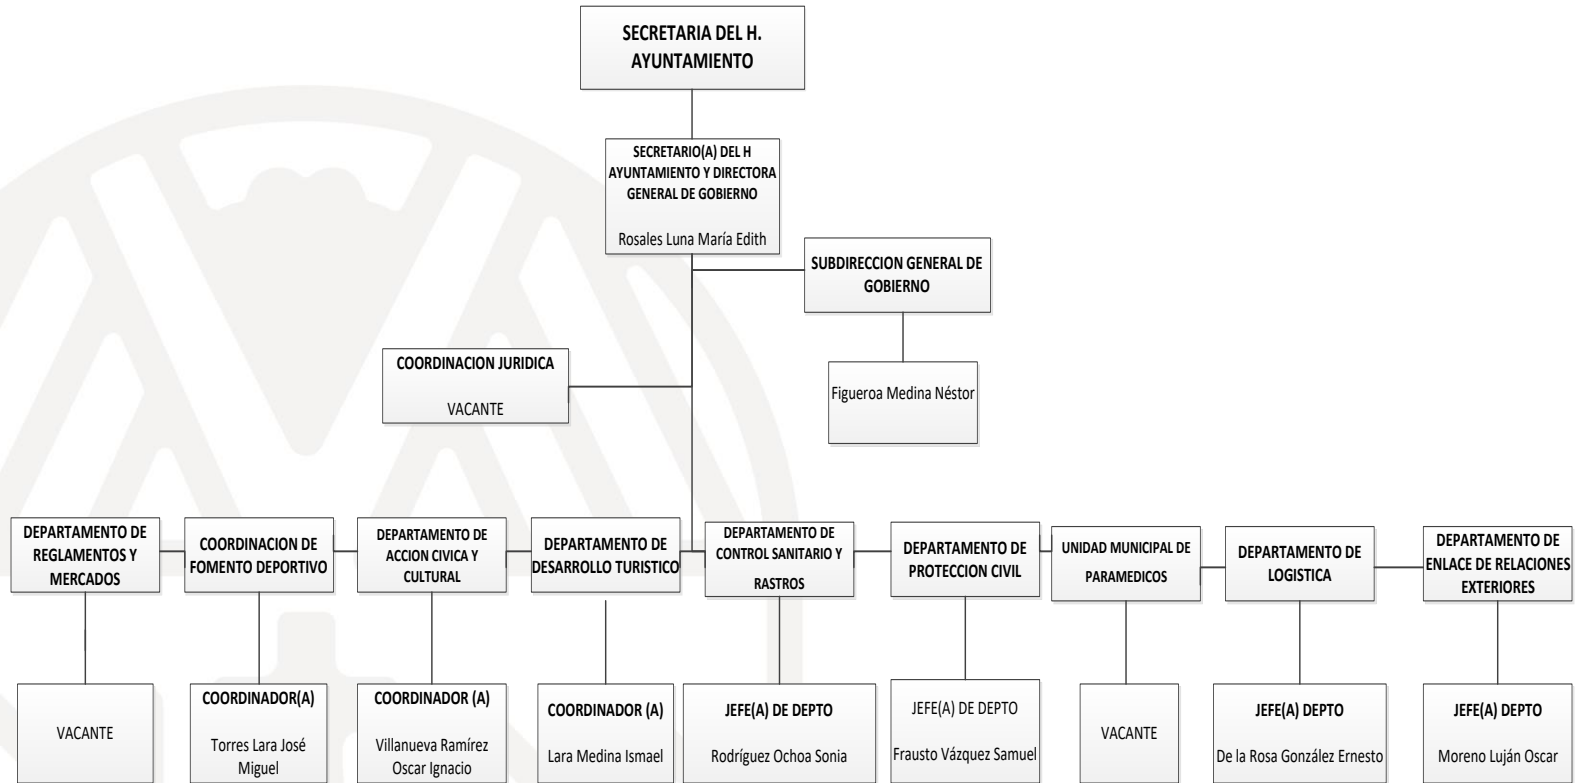 SECRETARIA DEL H.
AYUNTAMIENTO
SECRETARIO(A) DEL H
AYUNTAMIENTO Y DIRECTORA
GENERAL DE GOBIERNO
Rosales Luna María Edith
SUBDIRECCION GENERAL DE
GOBIERNO
Figueroa Medina Néstor
COORDINACION JURIDICA
VACANTE
DEPARTAMENTO DE
REGLAMENTOS Y
MERCADOS
COORDINACION DE
FOMENTO DEPORTIVO
DEPARTAMENTO DE
ACCION CIVICA Y
CULTURAL
DEPARTAMENTO DE
DESARROLLO TURISTICO
DEPARTAMENTO DE
CONTROL SANITARIO Y
RASTROS
DEPARTAMENTO DE
PROTECCION CIVIL
UNIDAD MUNICIPAL DE
PARAMEDICOS
DEPARTAMENTO DE
LOGISTICA
DEPARTAMENTO DE
ENLACE DE RELACIONES
EXTERIORES
VACANTE
COORDINADOR(A)
Torres Lara José
Miguel
COORDINADOR (A)
Villanueva Ramírez
Oscar Ignacio
COORDINADOR (A)
Lara Medina Ismael
JEFE(A) DE DEPTO
Rodríguez Ochoa Sonia
JEFE(A) DE DEPTO
Frausto Vázquez Samuel
VACANTE
JEFE(A) DEPTO
De la Rosa González Ernesto
JEFE(A) DEPTO
Moreno Luján Oscar